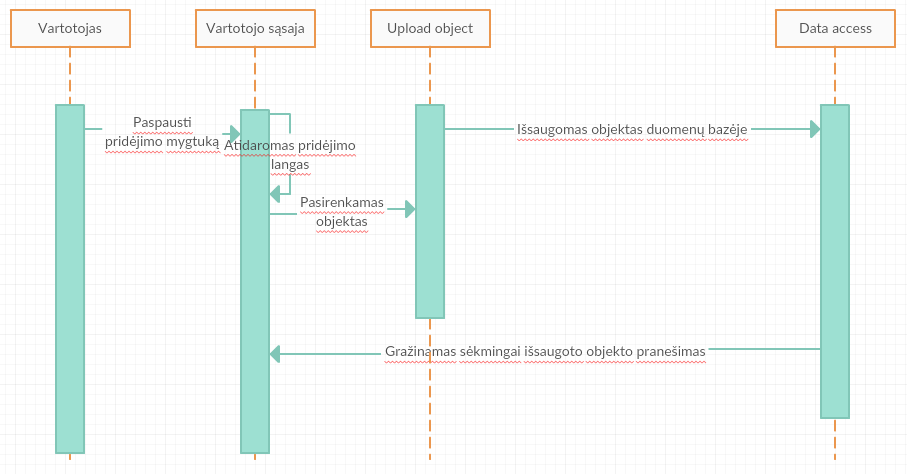 Vartotojas
Vartotojo sąsaja
Upload object
Data access
Paspausti
pridėjimo mygtuką
Atidaromas pridėjimo
langas
Išsaugomas objektas duomenų bazėje
Pasirenkamas
objektas
Gražinamas sėkmingai išsaugoto objekto pranešimas